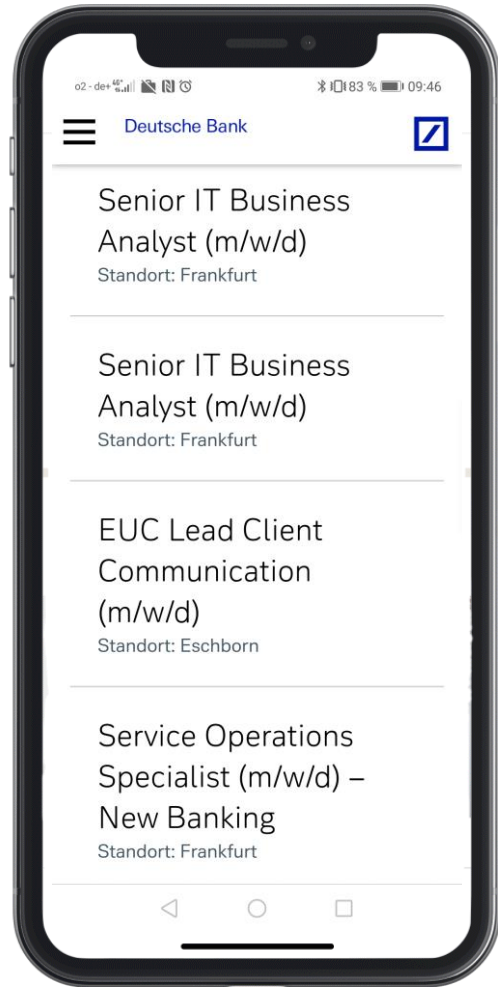 o2 - de+ 83 % 09:46
Deutsche Bank
Senior IT Business
Analyst (m/w/d)
Standort: Frankfurt
Senior IT Business
Analyst (m/w/d)
Standort: Frankfurt
EUC Lead Client
Communication
(m/w/d)
Standort: Eschborn
Service Operations
Specialist (m/w/d) –
New Banking
Standort: Frankfurt